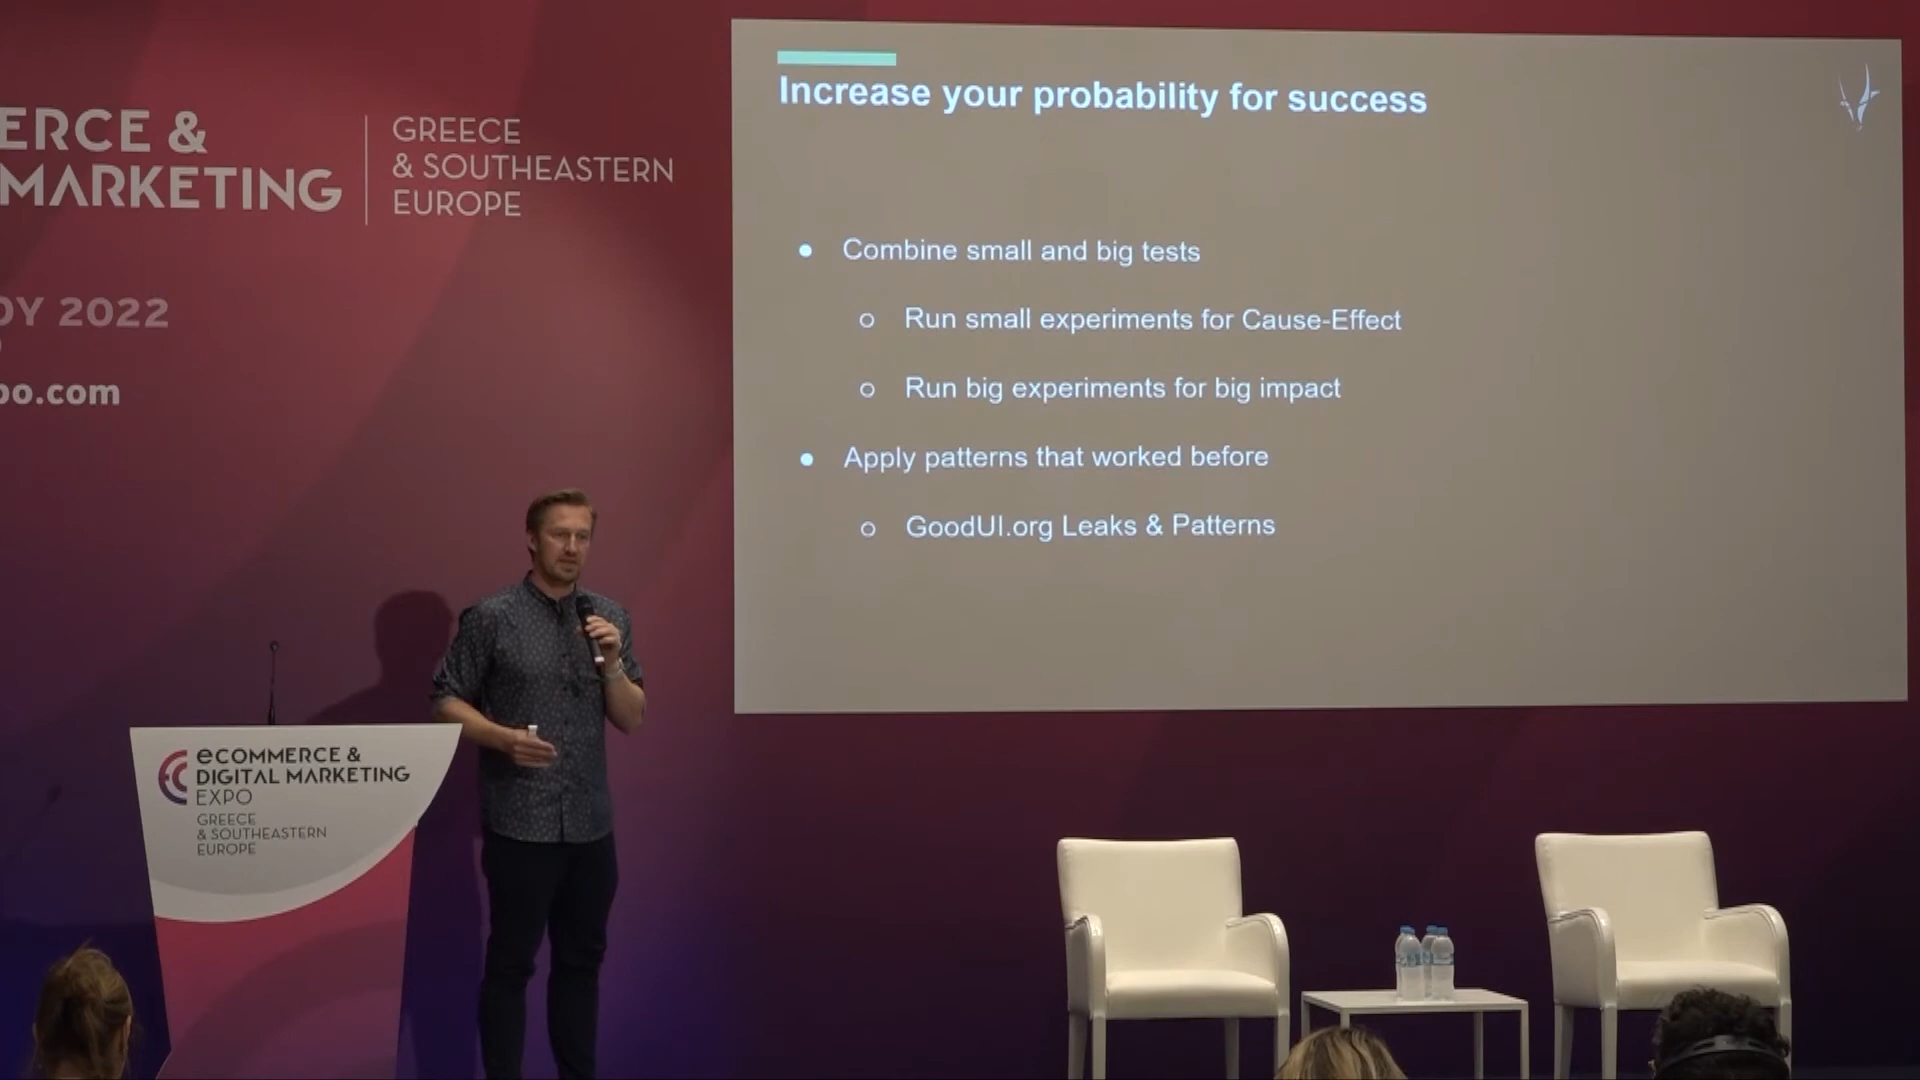 ERCE &
MARKETING
GREECE
& SOUTHEASTERN
EUROPE
ΟΥ 2022
po.com
Increase your probability for success
Combine small and big tests
Run small experiments for Cause-Effect
Run big experiments for big impact
Apply patterns that worked before
GoodUI.org Leaks & Patterns
eCOMMERCE &
DIGITAL MARKETING
EXPO
GREECE
& SOUTHEASTERN
EUROPE